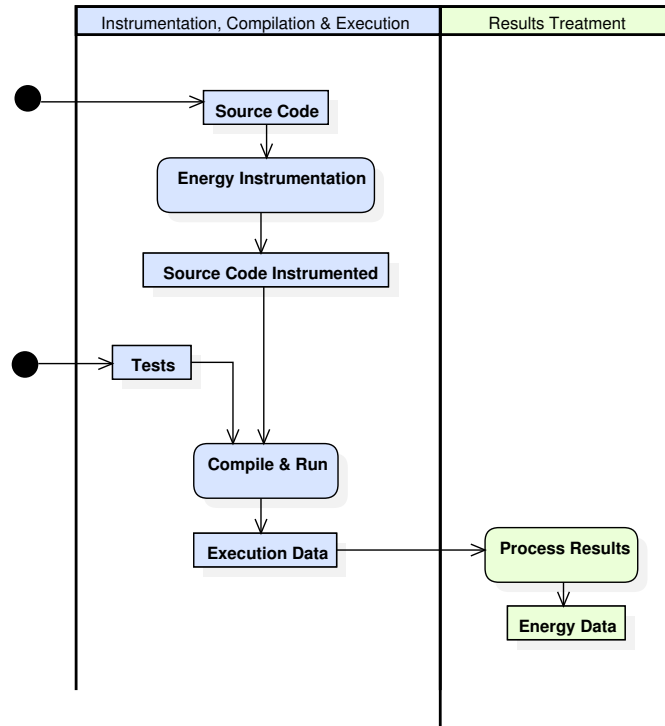 Instrumentation, Compilation & Execution
Results Treatment
Source Code
Energy Instrumentation
Source Code Instrumented
Tests
Compile & Run
Execution Data
Process Results
Energy Data